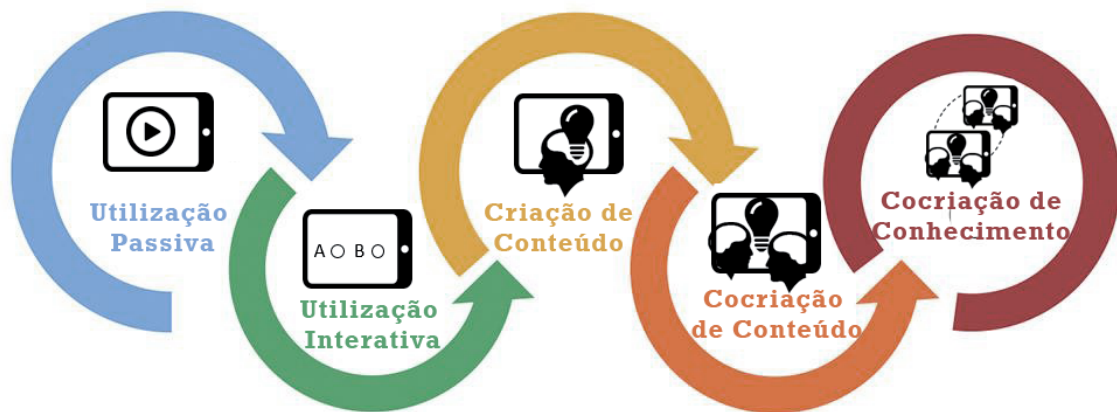 Utilização
Passiva
A B
Utilização
Interativa
Criação de
Conteúdo
Cocriação
de Conteúdo
Cocriação de
Conhecimento